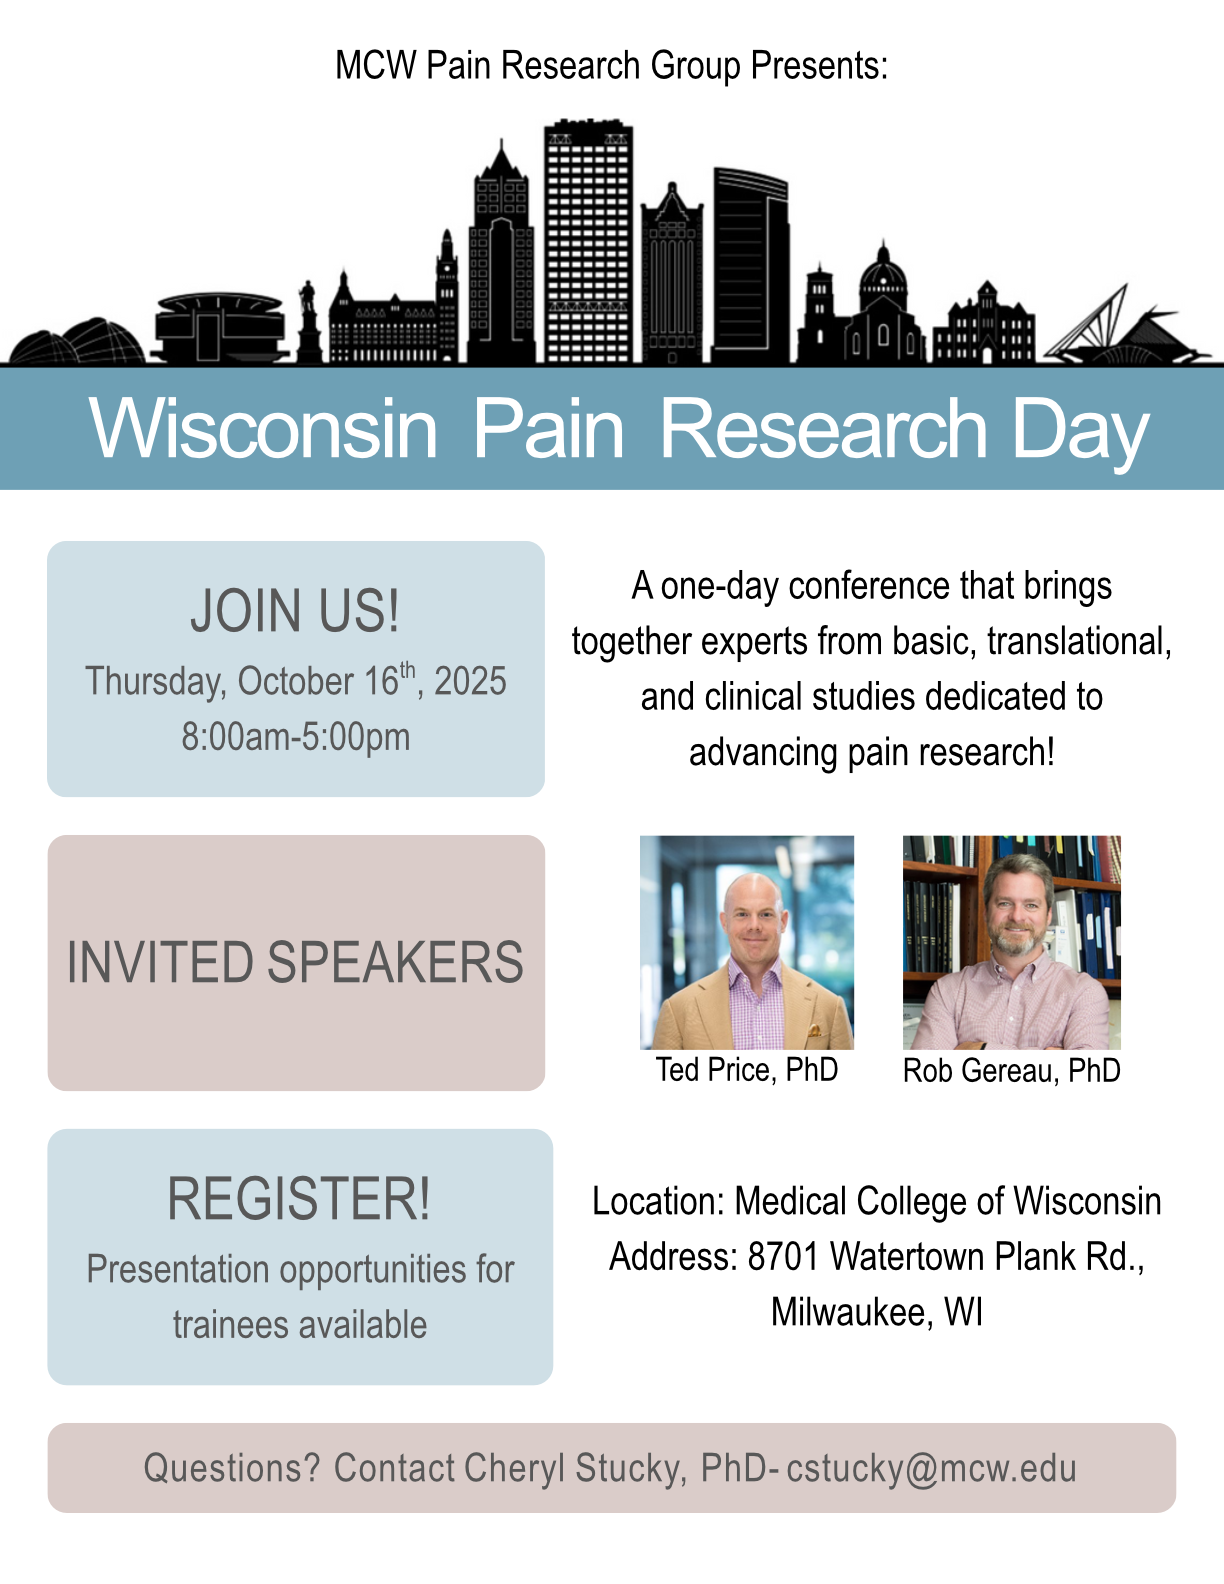 MCW Pain Research Group Presents:
Wisconsin Pain Research Day
JOIN US!
Thursday, October 16th, 2025
8:00am-5:00pm
A one-day conference that brings
together experts from basic, translational,
and clinical studies dedicated to
advancing pain research!
INVITED SPEAKERS
Ted Price, PhD
Rob Gereau, PhD
REGISTER!
Presentation opportunities for
trainees available
Location: Medical College of Wisconsin
Address: 8701 Watertown Plank Rd.,
Milwaukee, WI
Questions? Contact Cheryl Stucky, PhD- cstucky@mcw.edu